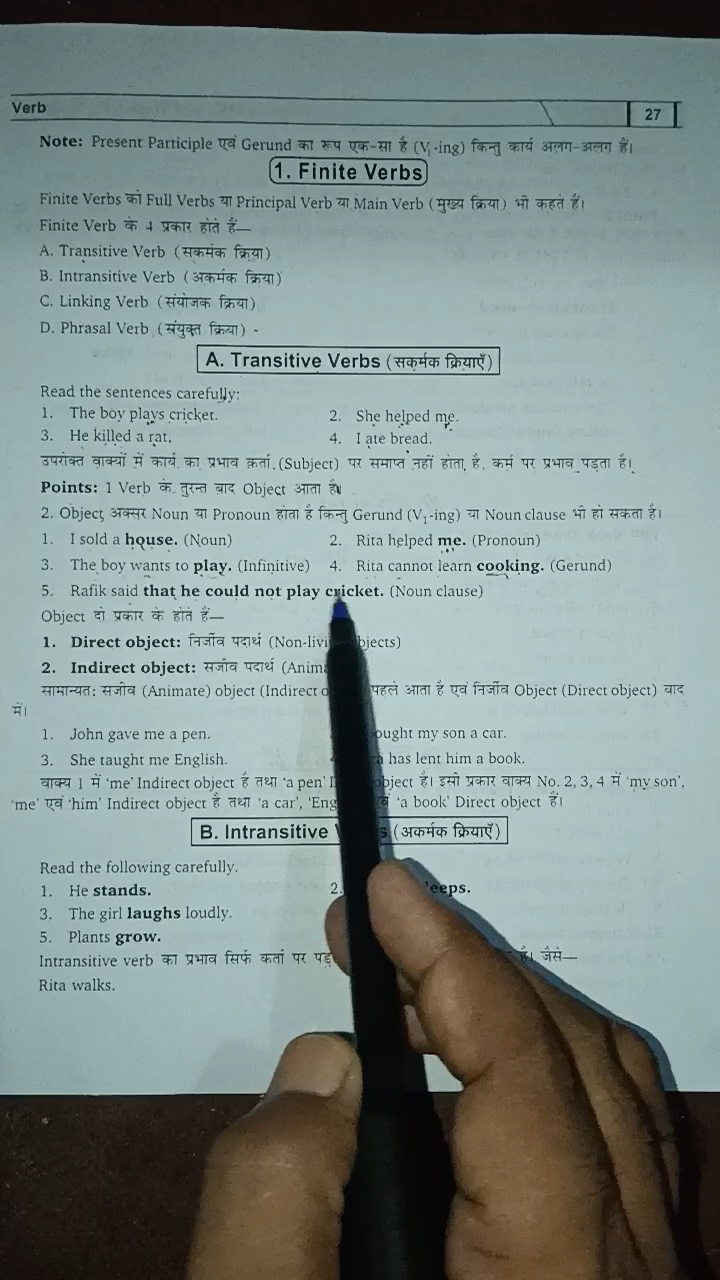 Verb
27
Note: Present Participle एवं Gerund का रूप एक-सा है (V₁-ing) किन्तु कार्य अलग-अलग हैं।
1. Finite Verbs
Finite Verbs को Full Verbs या Principal Verb या Main Verb (मुख्य क्रिया) भी कहते हैं।
Finite Verb के 4 प्रकार होते हैं—
A. Transitive Verb (सकर्मक क्रिया)
B. Intransitive Verb (अकर्मक क्रिया)
C. Linking Verb (संयोजक क्रिया)
D. Phrasal Verb (संयुक्त क्रिया)
A. Transitive Verbs (सकर्मक क्रियाएँ)
Read the sentences carefully:
1. The boy plays cricket. 2. She helped me.
3. He killed a rat. 4. I ate bread.
उपरोक्त वाक्यों में कार्य का प्रभाव कर्ता (Subject) पर समाप्त नहीं होता है, कर्म पर प्रभाव पड़ता है।
Points: 1 Verb के तुरन्त बाद Object आता है।
2. Object अक्सर Noun या Pronoun होता है किन्तु Gerund (V₁-ing) या Noun clause भी हो सकता है।
1. I sold a house. (Noun) 2. Rita helped me. (Pronoun)
3. The boy wants to play. (Infinitive) 4. Rita cannot learn cooking. (Gerund)
5. Rafik said that he could not play cricket. (Noun clause)
Object दो प्रकार के होते हैं—
1. Direct object: निर्जीव पदार्थ (Non-livi bjects)
2. Indirect object: सजीव पदार्थ (Anima
सामान्यत: सजीव (Animate) object (Indirect o पहले आता है एवं निर्जीव Object (Direct object) बाद
में।
1. John gave me a pen. ought my son a car.
3. She taught me English. has lent him a book.
वाक्य 1 में 'me' Indirect object है तथा 'a pen' bject है। इसी प्रकार वाक्य No. 2, 3, 4 में 'my son',
'me' एवं 'him' Indirect object है तथा 'a car', 'Eng 'a book' Direct object हैं।
B. Intransitive s (अकर्मक क्रियाएँ)
Read the following carefully.
1. He stands. 2. eeps.
3. The girl laughs loudly.
5. Plants grow.
Intransitive verb का प्रभाव सिर्फ कर्ता पर पड़ है। जैसे—
Rita walks.